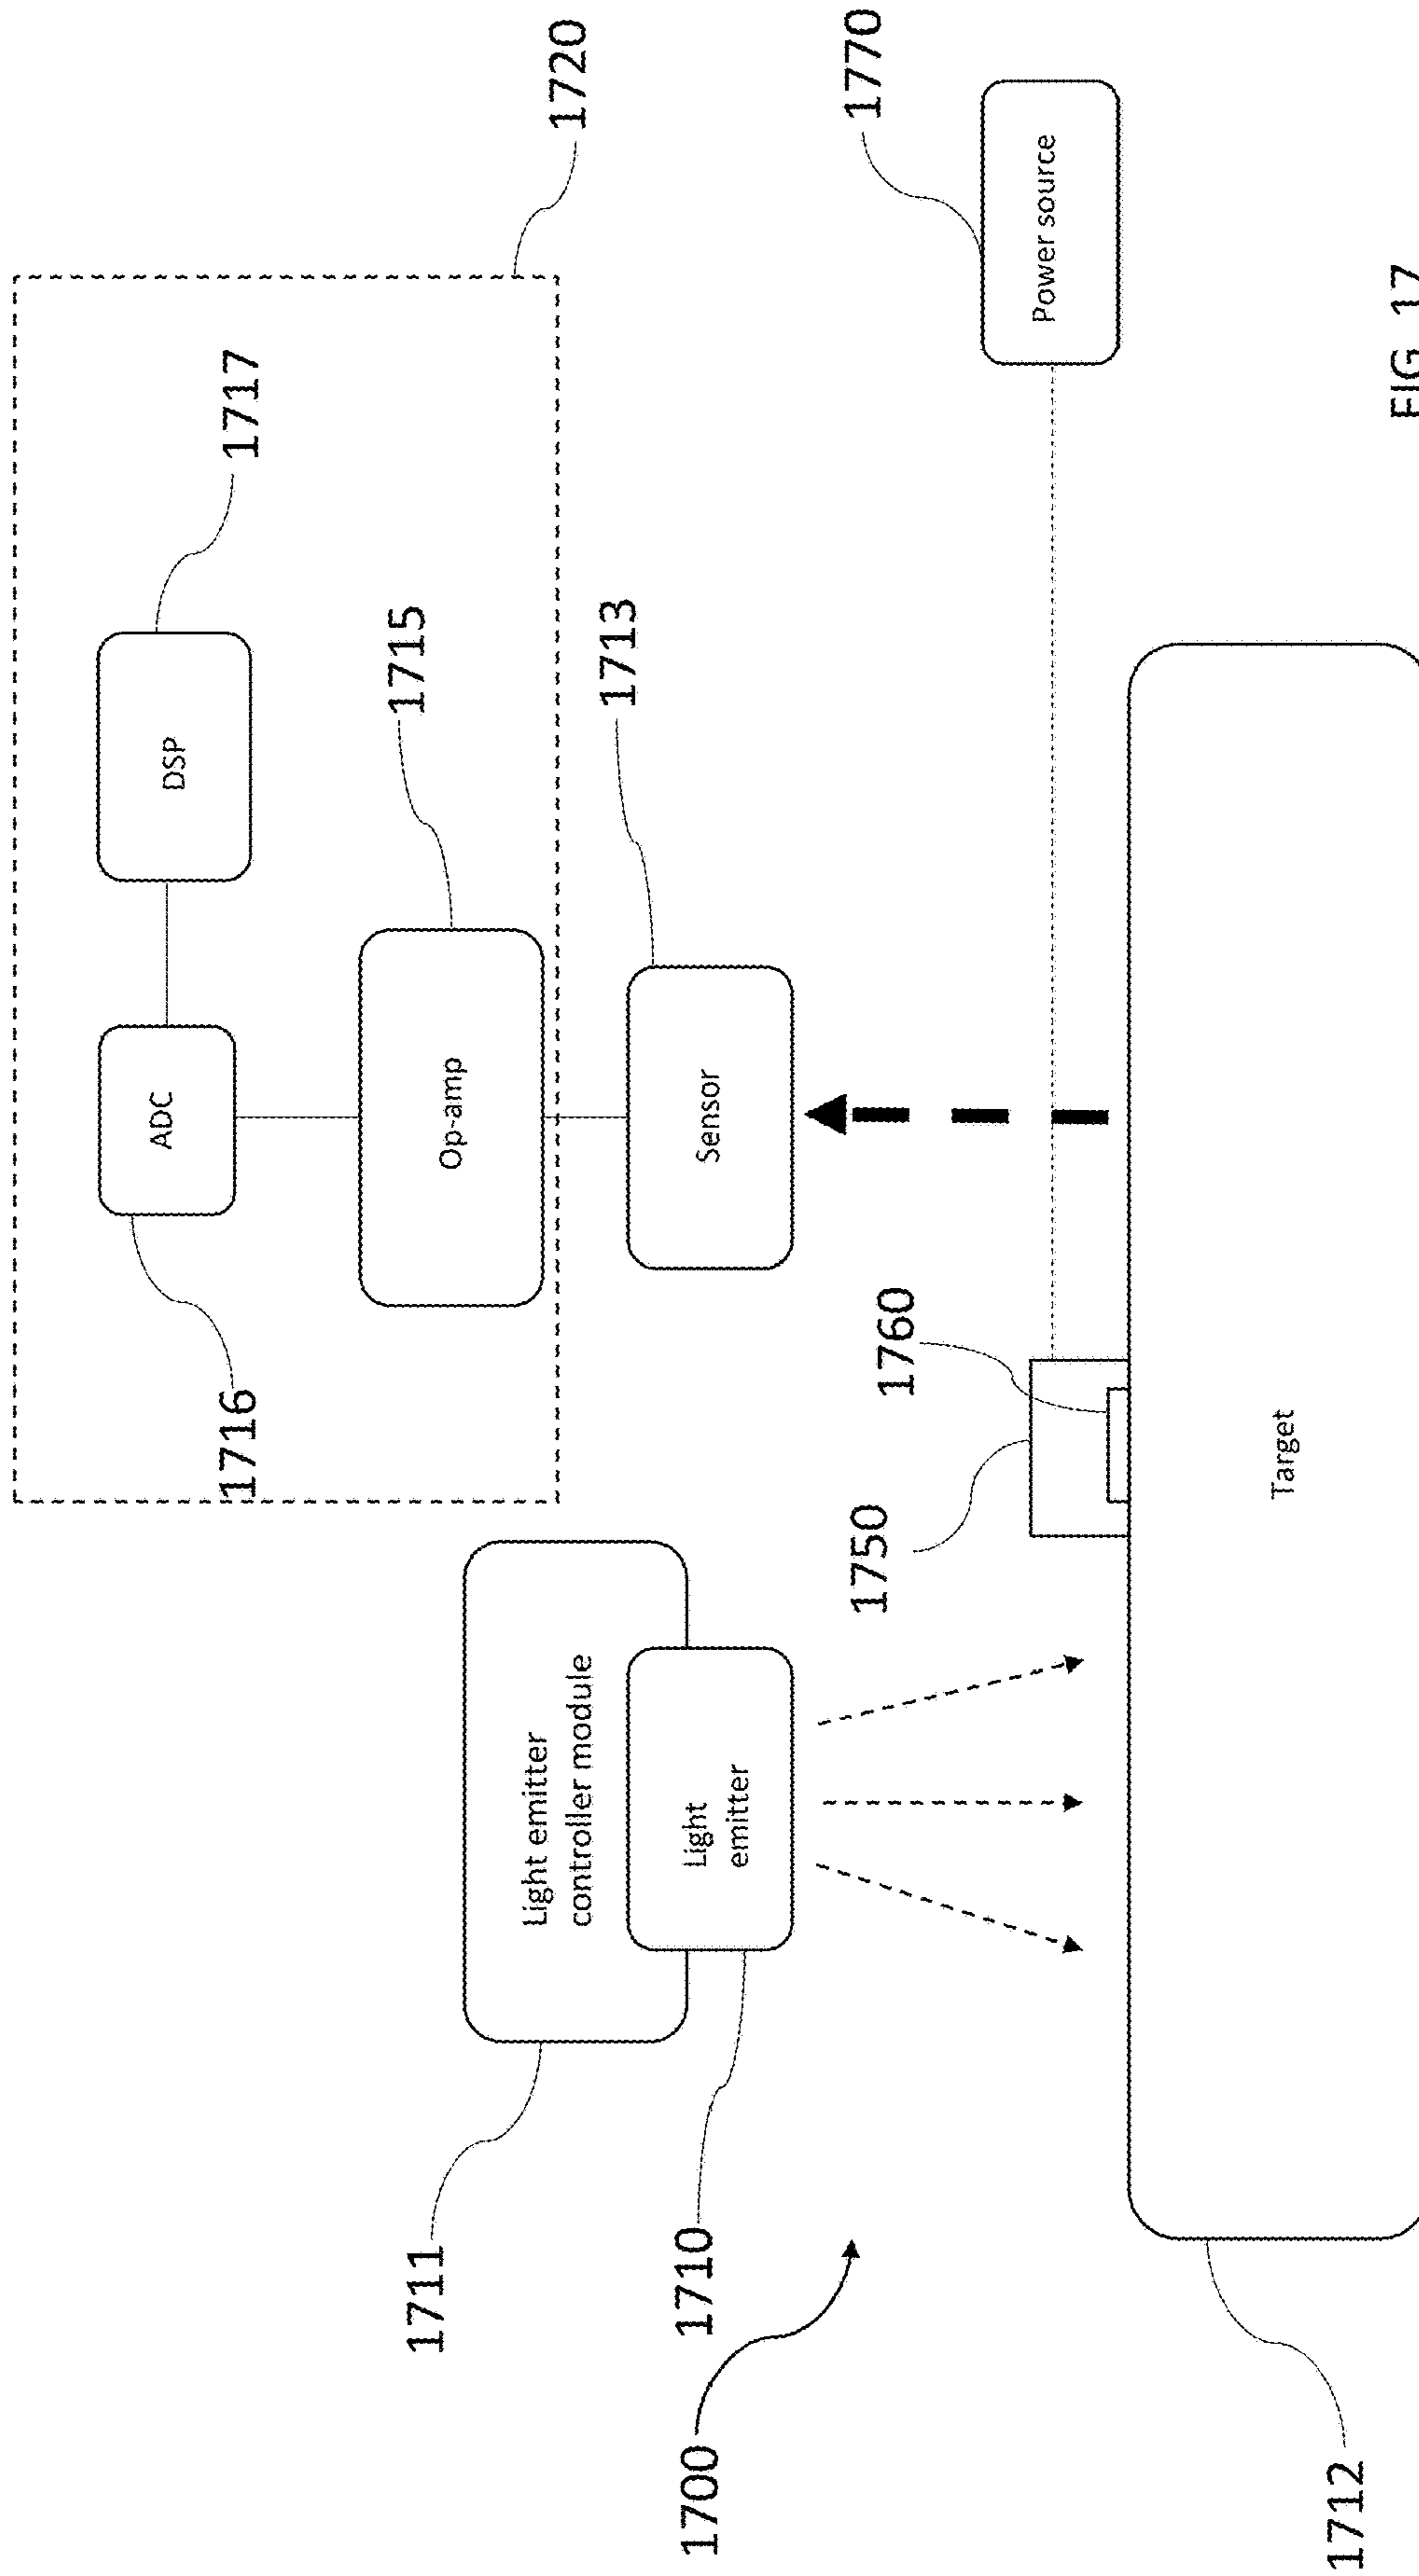 1720
1717
DSP
1715
ADC
Op-amp
1716
1713
Sensor
1770
Power source
Light emitter
controller module
Light
emitter
1711
1710
1700
1750
1760
Target
1712
FIG. 17